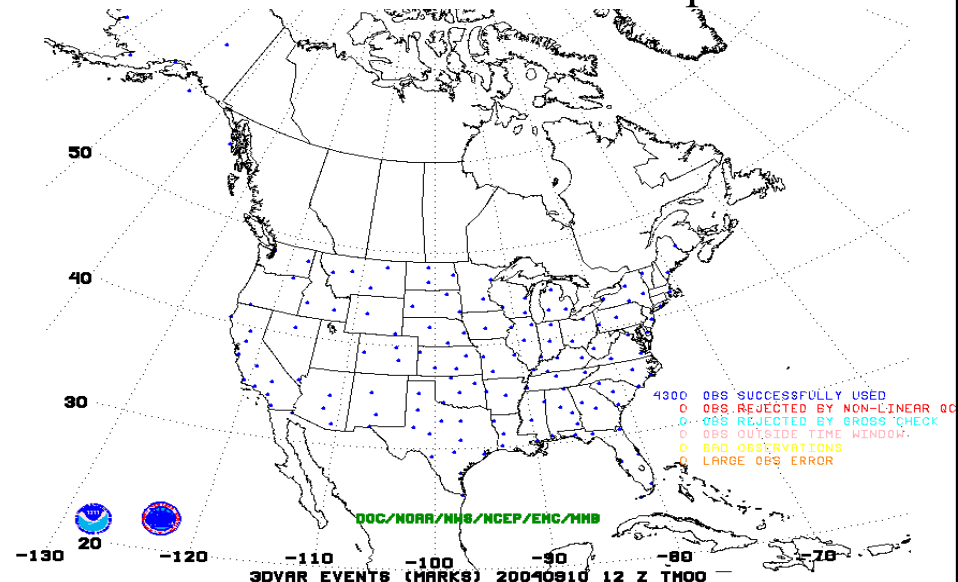 50
40
30
4300 OBS SUCCESSFULLY USED
0 OBS REJECTED BY NON-LINEAR QC
0 OBS REJECTED BY GROSS CHECK
0 OBS OUTSIDE TIME WINDOW.
0 BAD OBSERVATIONS
0 LARGE OBS ERROR
DOC/NOAA/NWS/NCEP/EMC/MMB
20
-130 -120 -110 -100 -90 -80 -70
3DVAR EVENTS (MARKS) 20040910 12 Z TM00